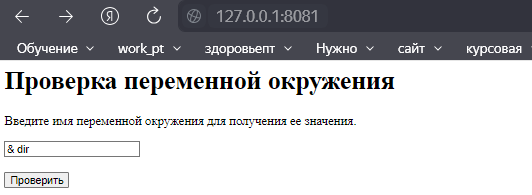 127.0.0.1:8081
Обучение work_pt здоровьепт Нужно сайт курсовая
Проверка переменной окружения
Введите имя переменной окружения для получения ее значения.
& dir
Проверить